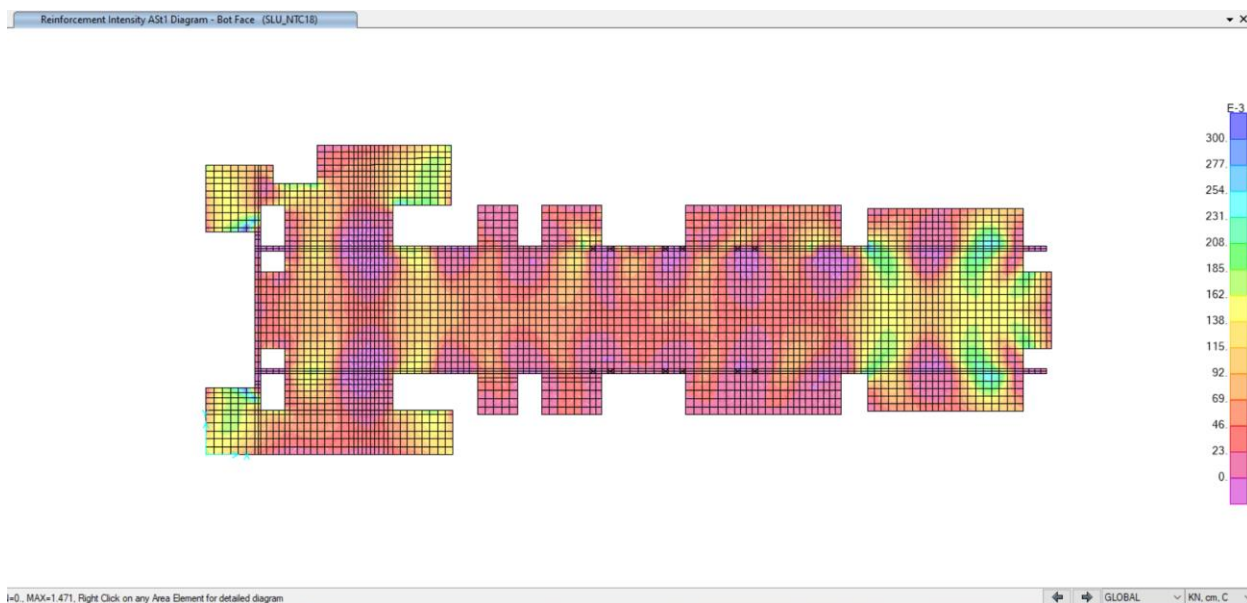 Reinforcement Intensity ASt1 Diagram - Bot Face (SLU_NTC18)
E-3
300.
277.
254.
231.
208.
185.
162.
138.
115.
92.
69.
46.
23.
0.
MAX=1.471, Right Click on any Area Element for detailed diagram
GLOBAL
KN, cm, C